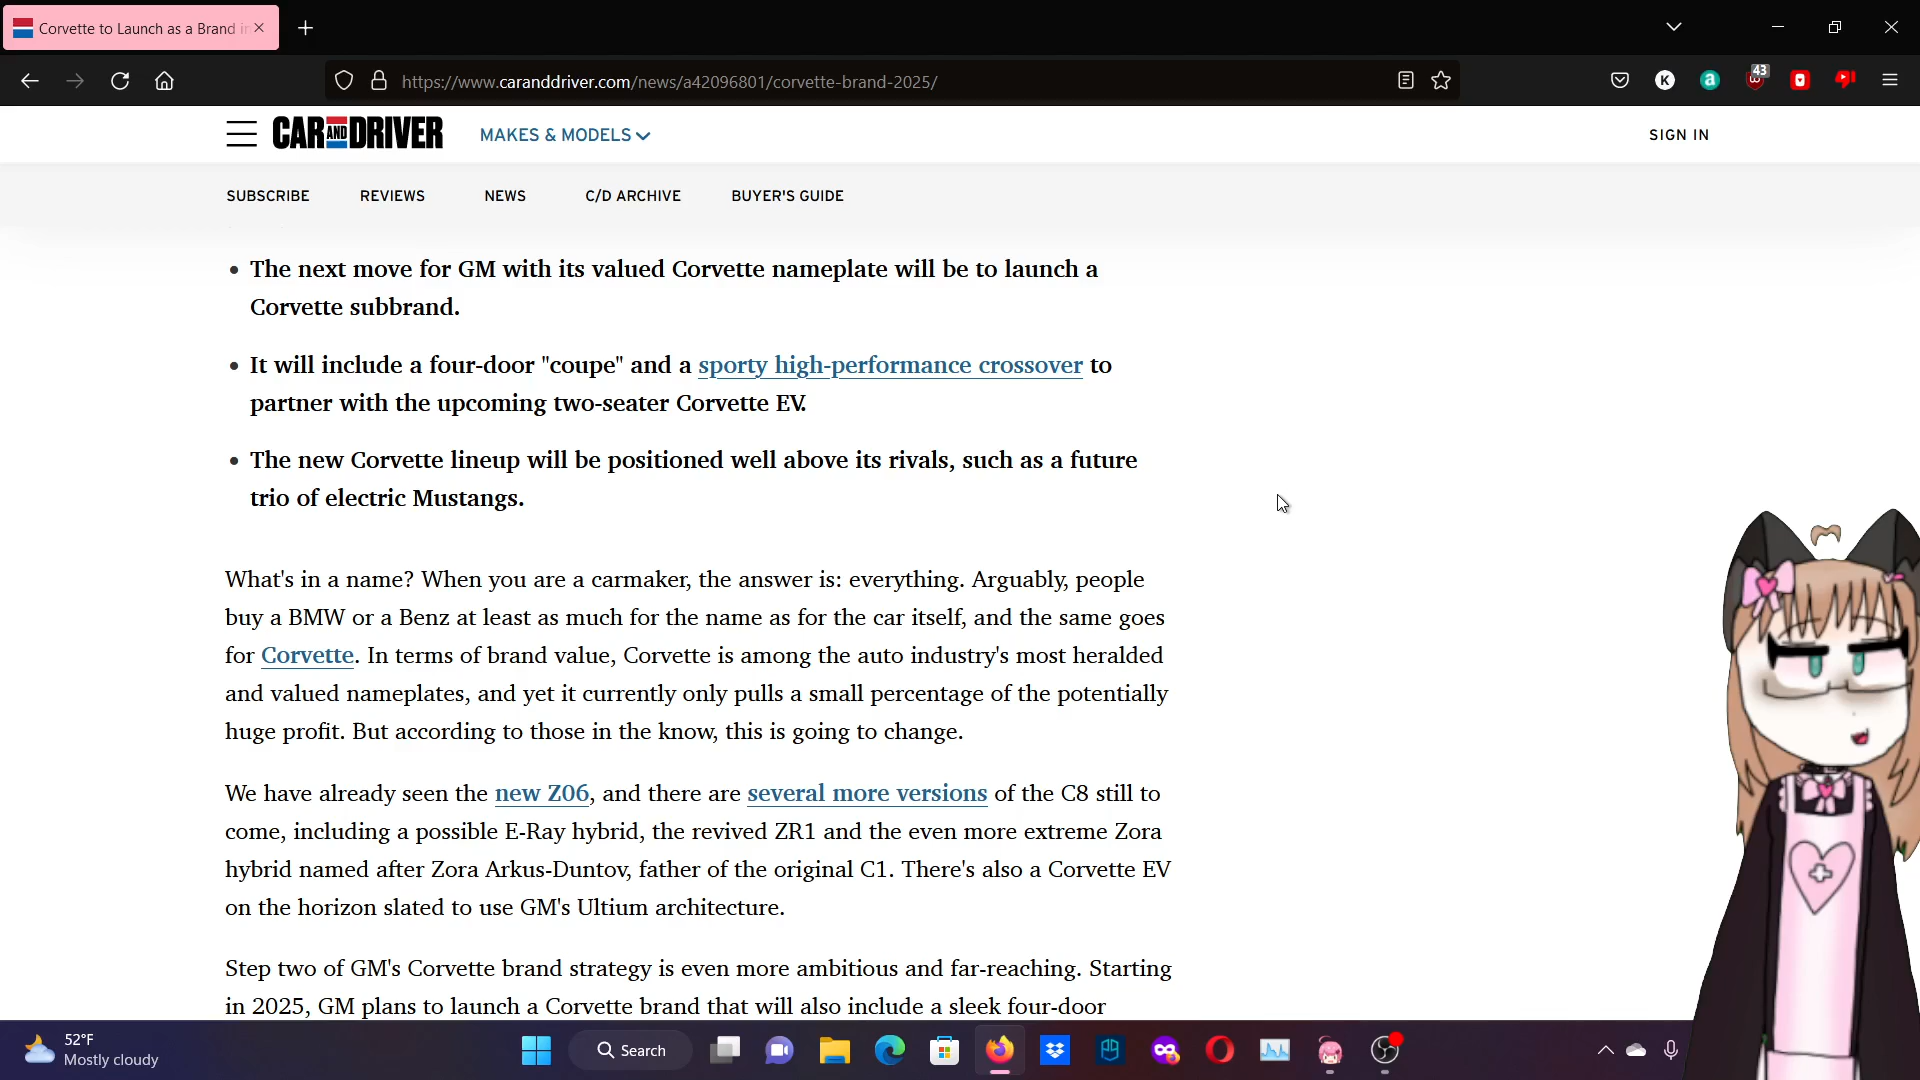 Corvette to Launch as a Brand in
https://www.caranddriver.com/news/a42096801/corvette-brand-2025/
K
a
43
CAR AND DRIVER
MAKES & MODELS
SIGN IN
SUBSCRIBE
REVIEWS
NEWS
C/D ARCHIVE
BUYER'S GUIDE
• The next move for GM with its valued Corvette nameplate will be to launch a
Corvette subbrand.
• It will include a four-door "coupe" and a sporty high-performance crossover to
partner with the upcoming two-seater Corvette EV.
• The new Corvette lineup will be positioned well above its rivals, such as a future
trio of electric Mustangs.
What's in a name? When you are a carmaker, the answer is: everything. Arguably, people
buy a BMW or a Benz at least as much for the name as for the car itself, and the same goes
for Corvette. In terms of brand value, Corvette is among the auto industry's most heralded
and valued nameplates, and yet it currently only pulls a small percentage of the potentially
huge profit. But according to those in the know, this is going to change.
We have already seen the new Z06, and there are several more versions of the C8 still to
come, including a possible E-Ray hybrid, the revived ZR1 and the even more extreme Zora
hybrid named after Zora Arkus-Duntov, father of the original C1. There's also a Corvette EV
on the horizon slated to use GM's Ultium architecture.
Step two of GM's Corvette brand strategy is even more ambitious and far-reaching. Starting
in 2025, GM plans to launch a Corvette brand that will also include a sleek four-door
52°F
Mostly cloudy
Search